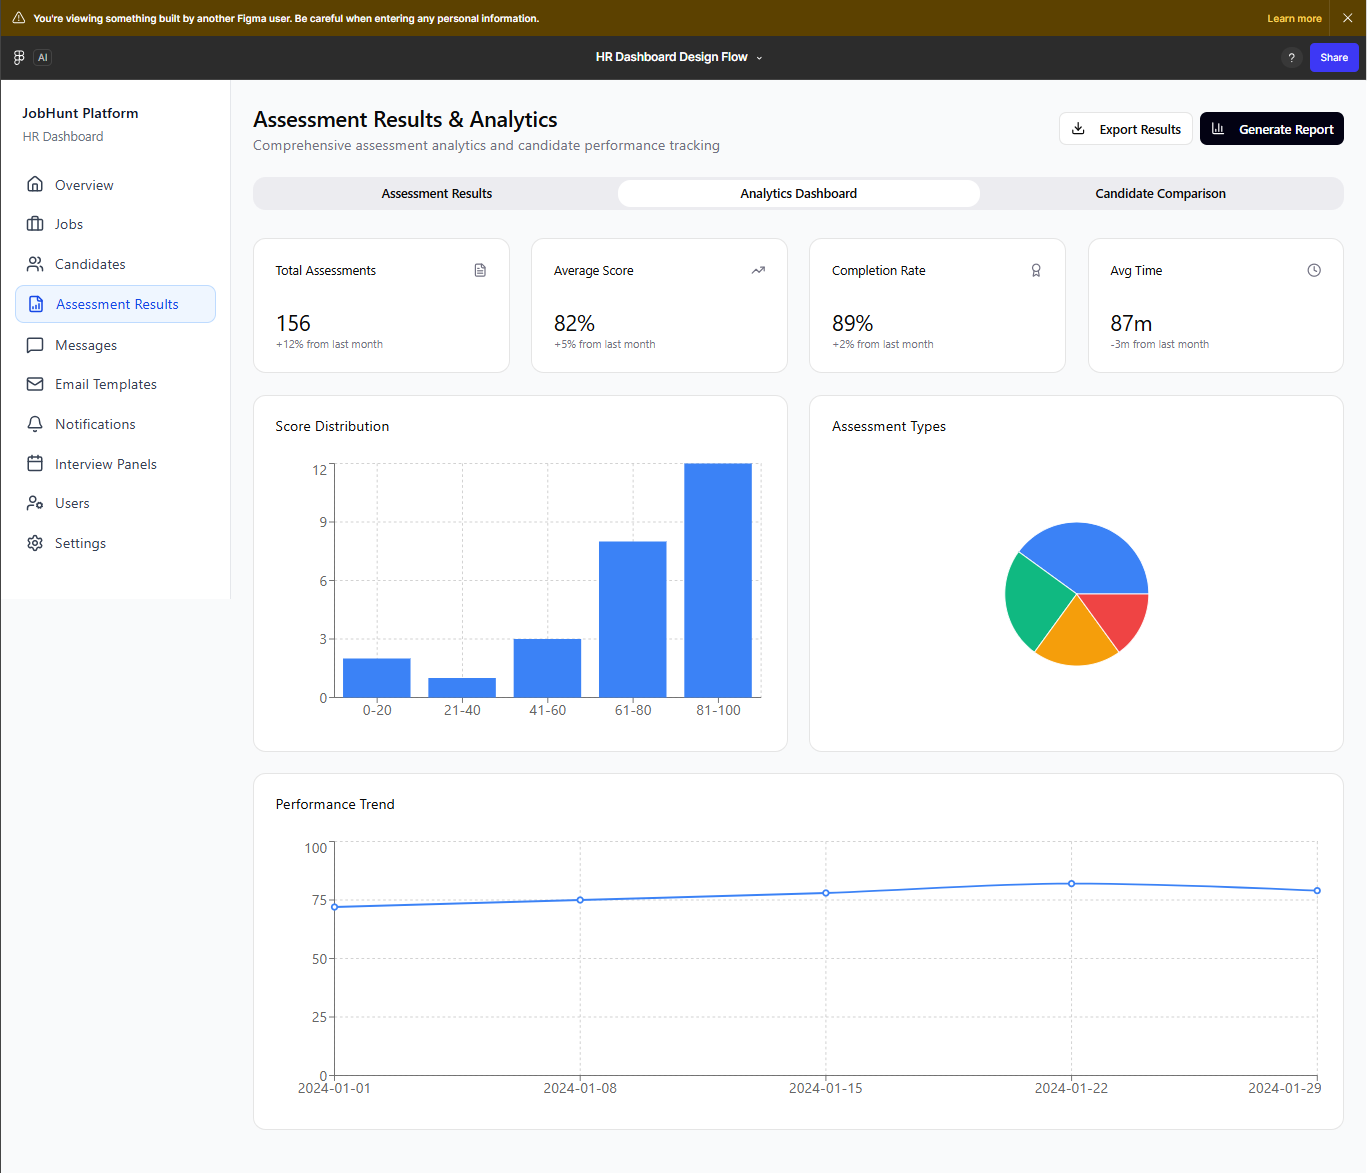 You're viewing something built by another Figma user. Be careful when entering any personal information.
Learn more
AI
HR Dashboard Design Flow
?
Share
JobHunt Platform
HR Dashboard
Overview
Jobs
Candidates
Assessment Results
Messages
Email Templates
Notifications
Interview Panels
Users
Settings
Assessment Results & Analytics
Comprehensive assessment analytics and candidate performance tracking
Export Results
Generate Report
Assessment Results
Analytics Dashboard
Candidate Comparison
Total Assessments
156
+12% from last month
Average Score
82%
+5% from last month
Completion Rate
89%
+2% from last month
Avg Time
87m
-3m from last month
Score Distribution
12
9
6
3
0
0-20
21-40
41-60
61-80
81-100
Assessment Types
Performance Trend
100
75
50
25
0
2024-01-01
2024-01-08
2024-01-15
2024-01-22
2024-01-29